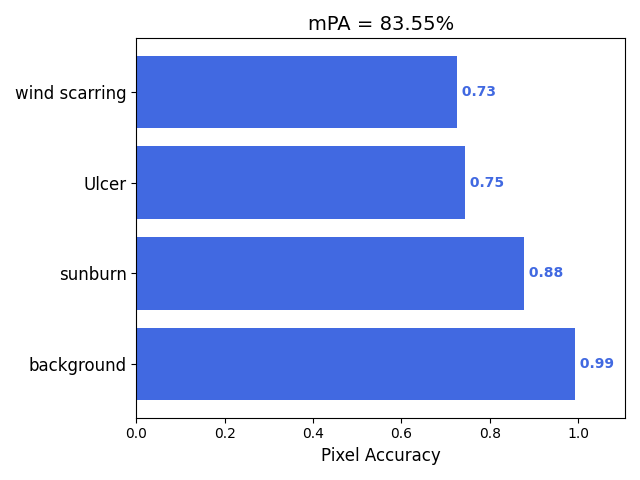 mPA = 83.55%
wind scarring 0.73
Ulcer 0.75
sunburn 0.88
background 0.99
0.0 0.2 0.4 0.6 0.8 1.0
Pixel Accuracy